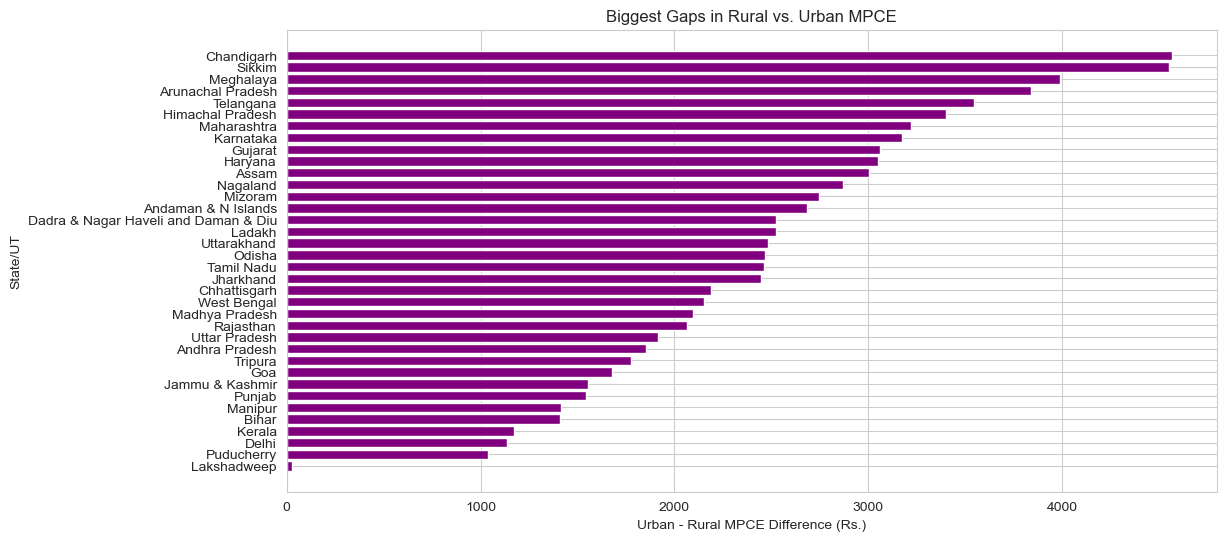 Biggest Gaps in Rural vs. Urban MPCE
State/UT
Chandigarh
Sikkim
Meghalaya
Arunachal Pradesh
Telangana
Himachal Pradesh
Maharashtra
Karnataka
Gujarat
Haryana
Assam
Nagaland
Mizoram
Andaman & N Islands
Dadra & Nagar Haveli and Daman & Diu
Ladakh
Uttarakhand
Odisha
Tamil Nadu
Jharkhand
Chhattisgarh
West Bengal
Madhya Pradesh
Rajasthan
Uttar Pradesh
Andhra Pradesh
Tripura
Goa
Jammu & Kashmir
Punjab
Manipur
Bihar
Kerala
Delhi
Puducherry
Lakshadweep
0 1000 2000 3000 4000
Urban - Rural MPCE Difference (Rs.)